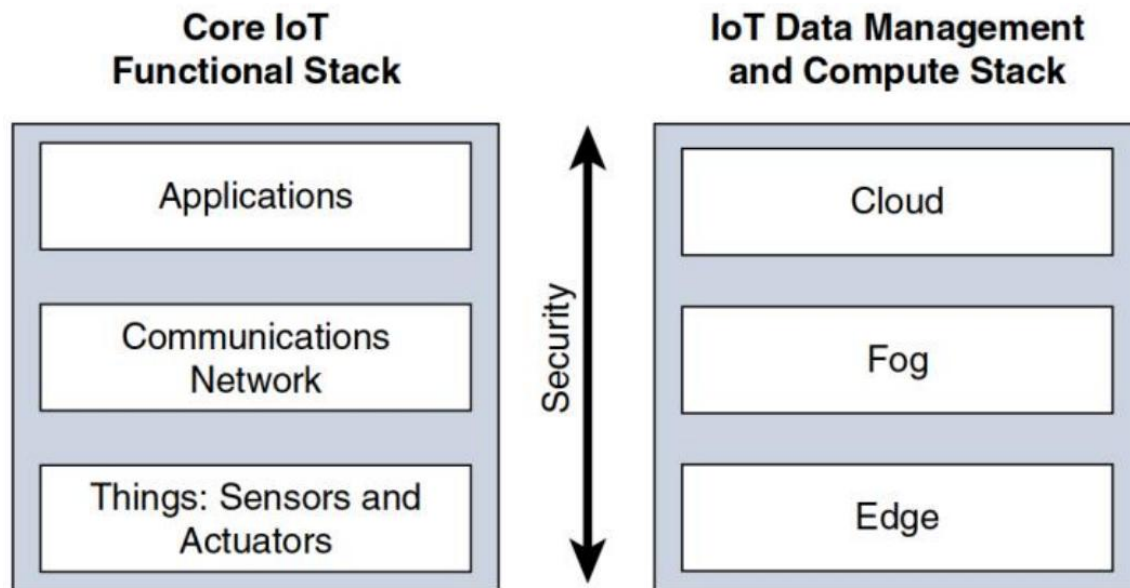 Core IoT
Functional Stack
Applications
Communications
Network
Things: Sensors and
Actuators
Security
IoT Data Management
and Compute Stack
Cloud
Fog
Edge